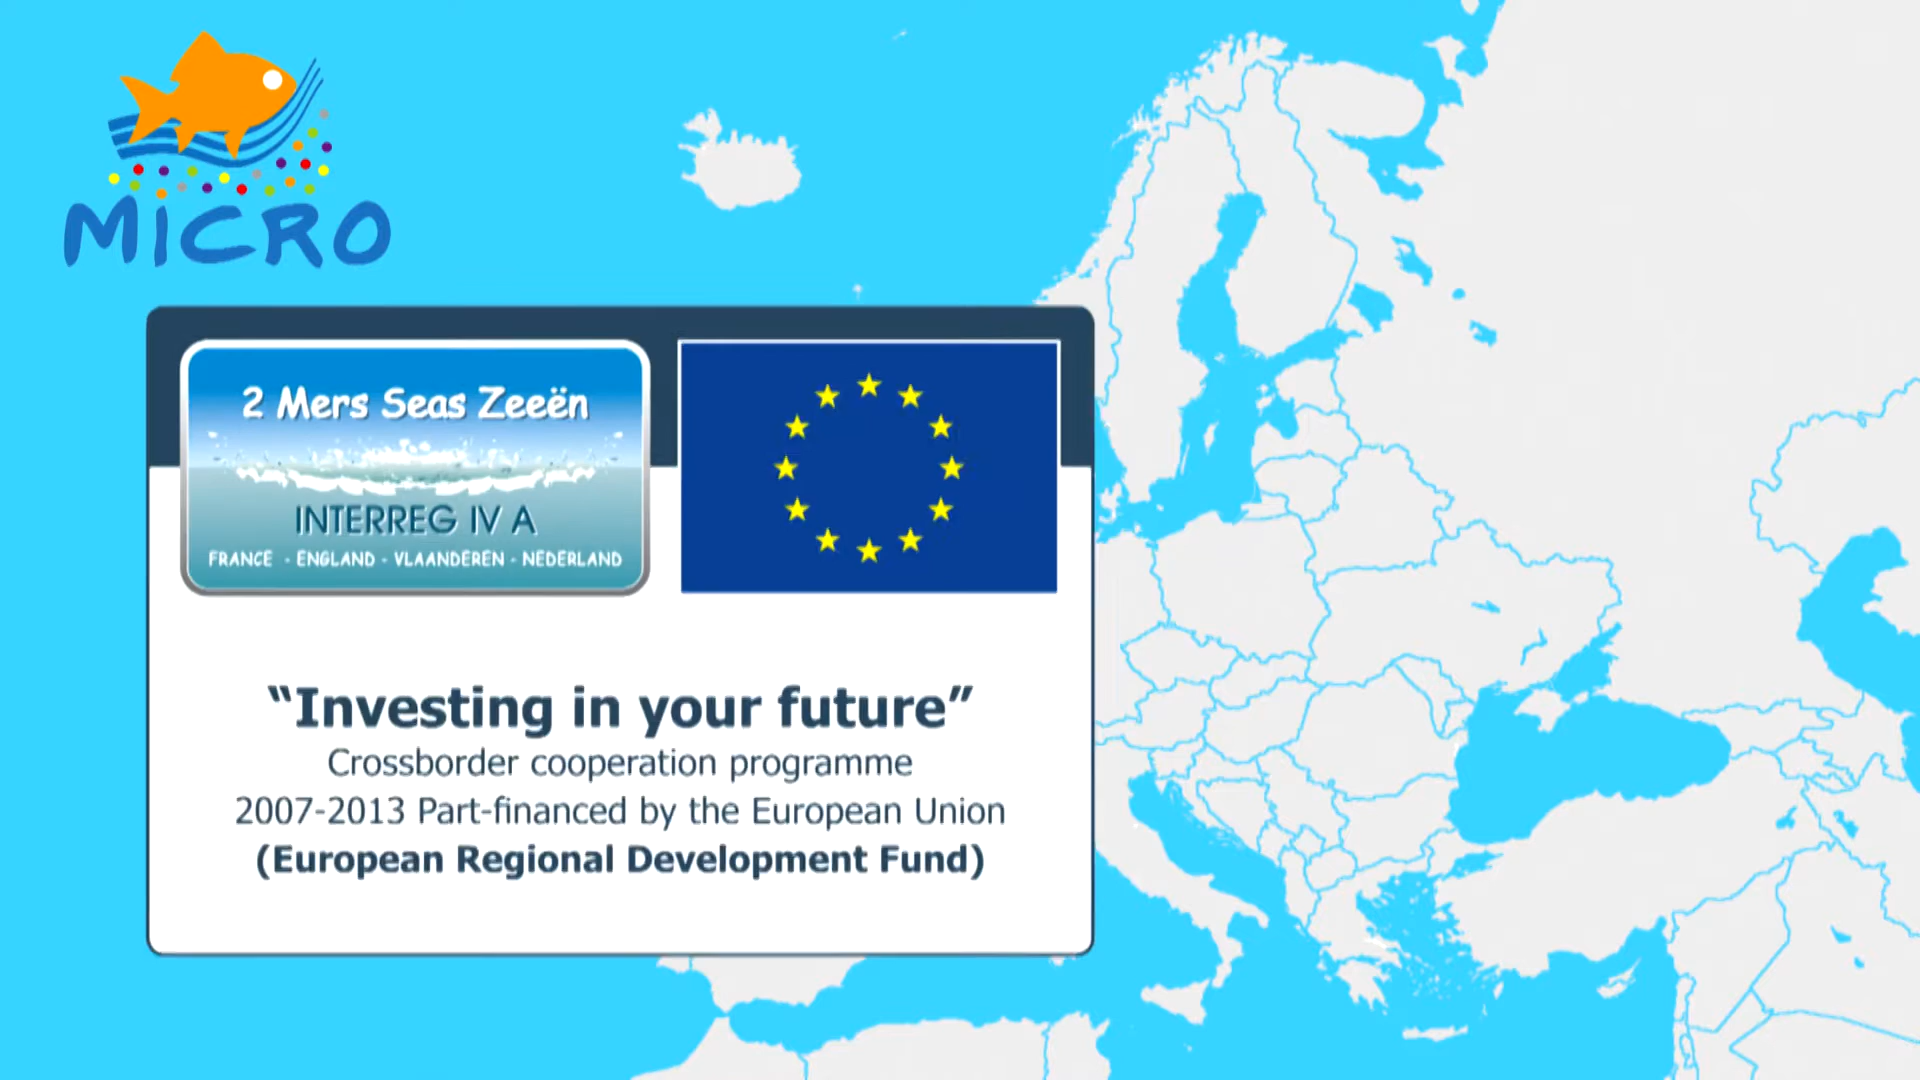 MICRO
2 Mers Seas Zeeën
INTERREG IV A
FRANCE - ENGLAND - VLAANDEREN - NEDERLAND
“Investing in your future”
Crossborder cooperation programme
2007-2013 Part-financed by the European Union
(European Regional Development Fund)